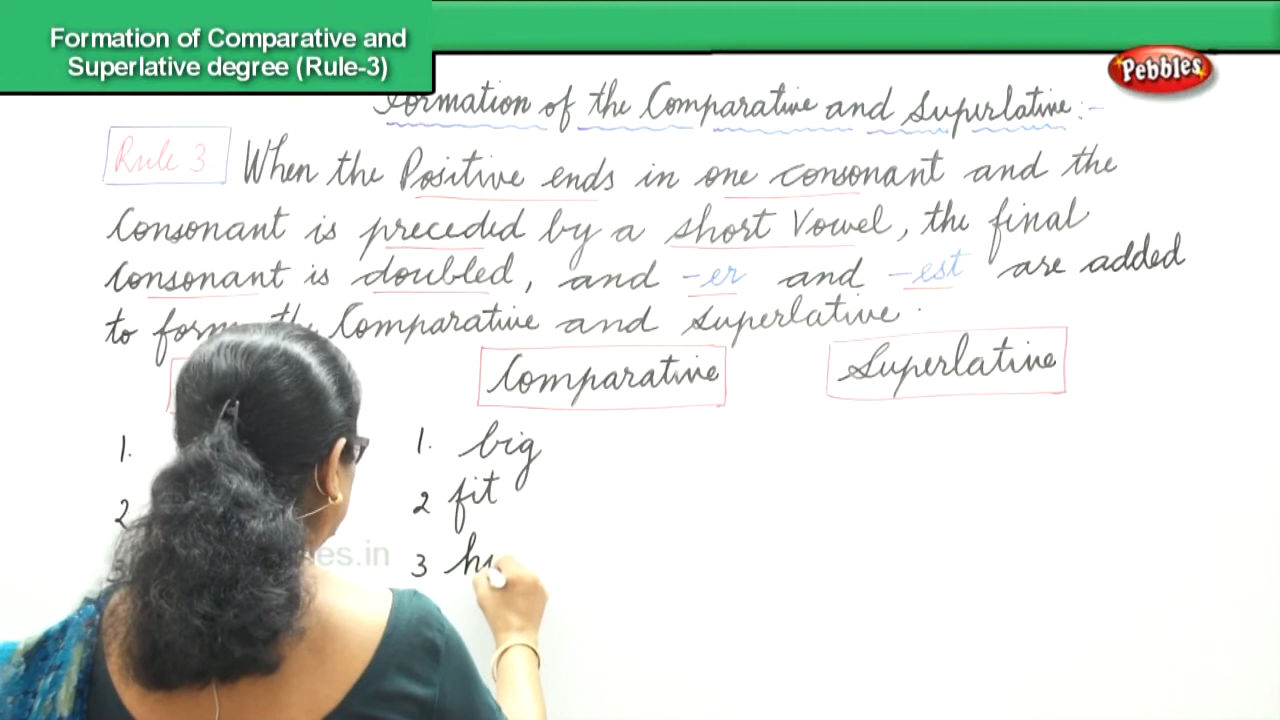 Formation of Comparative and
Superlative degree (Rule-3)
Pebbles
Formation of the Comparative and Superlative:-
Rule 3 When the Positive ends in one consonant and the
Consonant is preceded by a short Vowel, the final
consonant is doubled, and -er and -est are added
to form the Comparative and Superlative.
Comparative Superlative
1. 1. big
2 2 fit
3 3
es.in